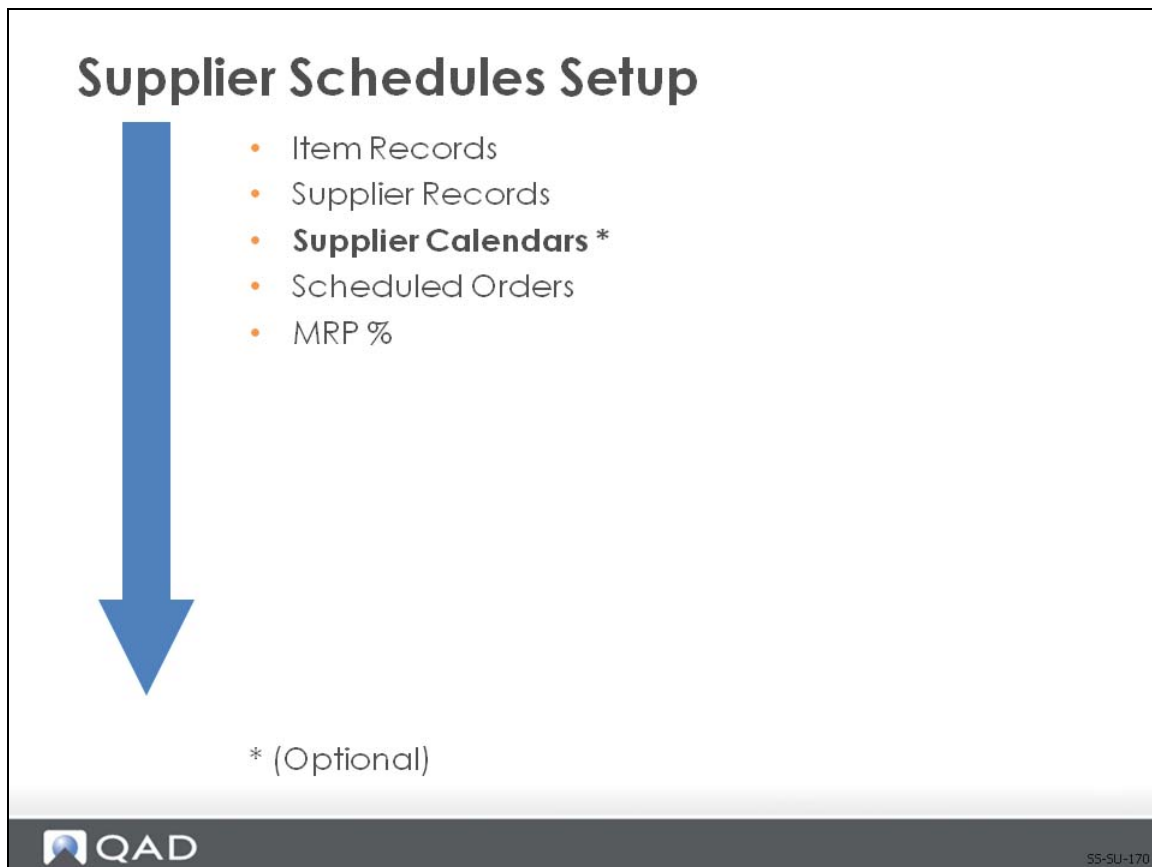 Supplier Schedules Setup
• Item Records
• Supplier Records
• Supplier Calendars *
• Scheduled Orders
• MRP %
* (Optional)
QAD
SS-SU-170